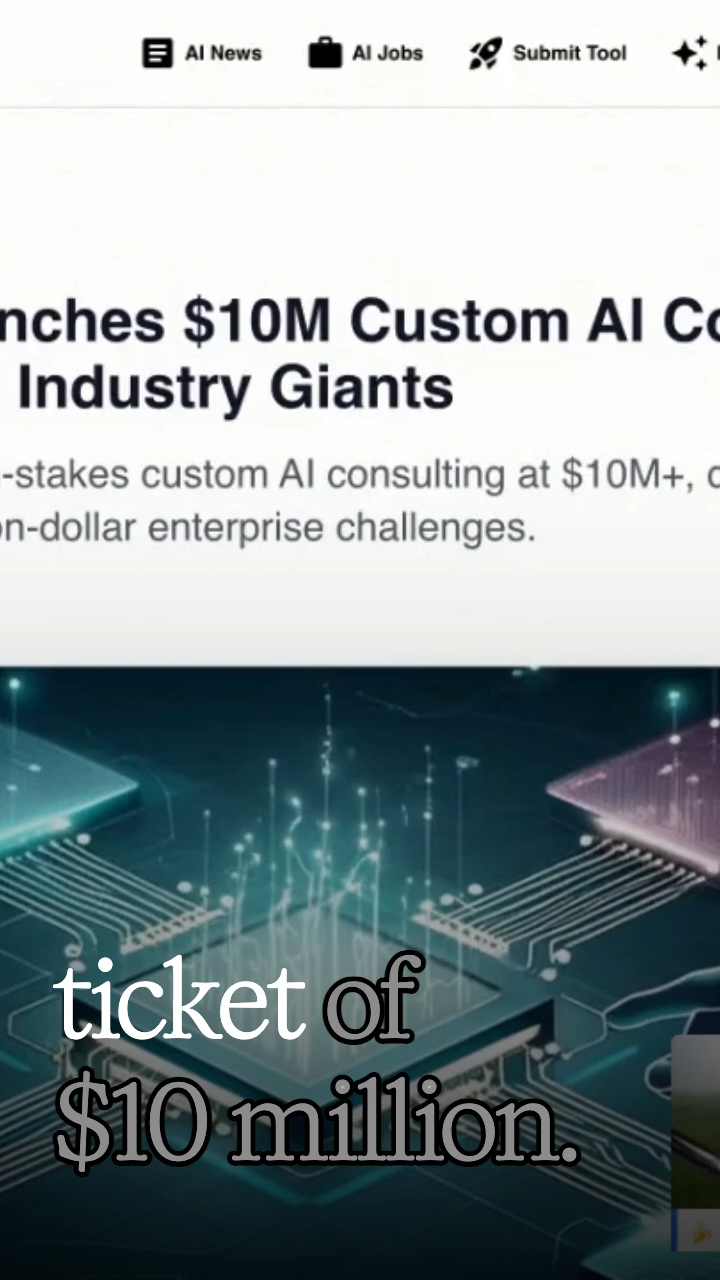 AI News AI Jobs Submit Tool
nches $10M Custom AI Co
Industry Giants
-stakes custom AI consulting at $10M+, c
on-dollar enterprise challenges.
ticket of
$10 million.